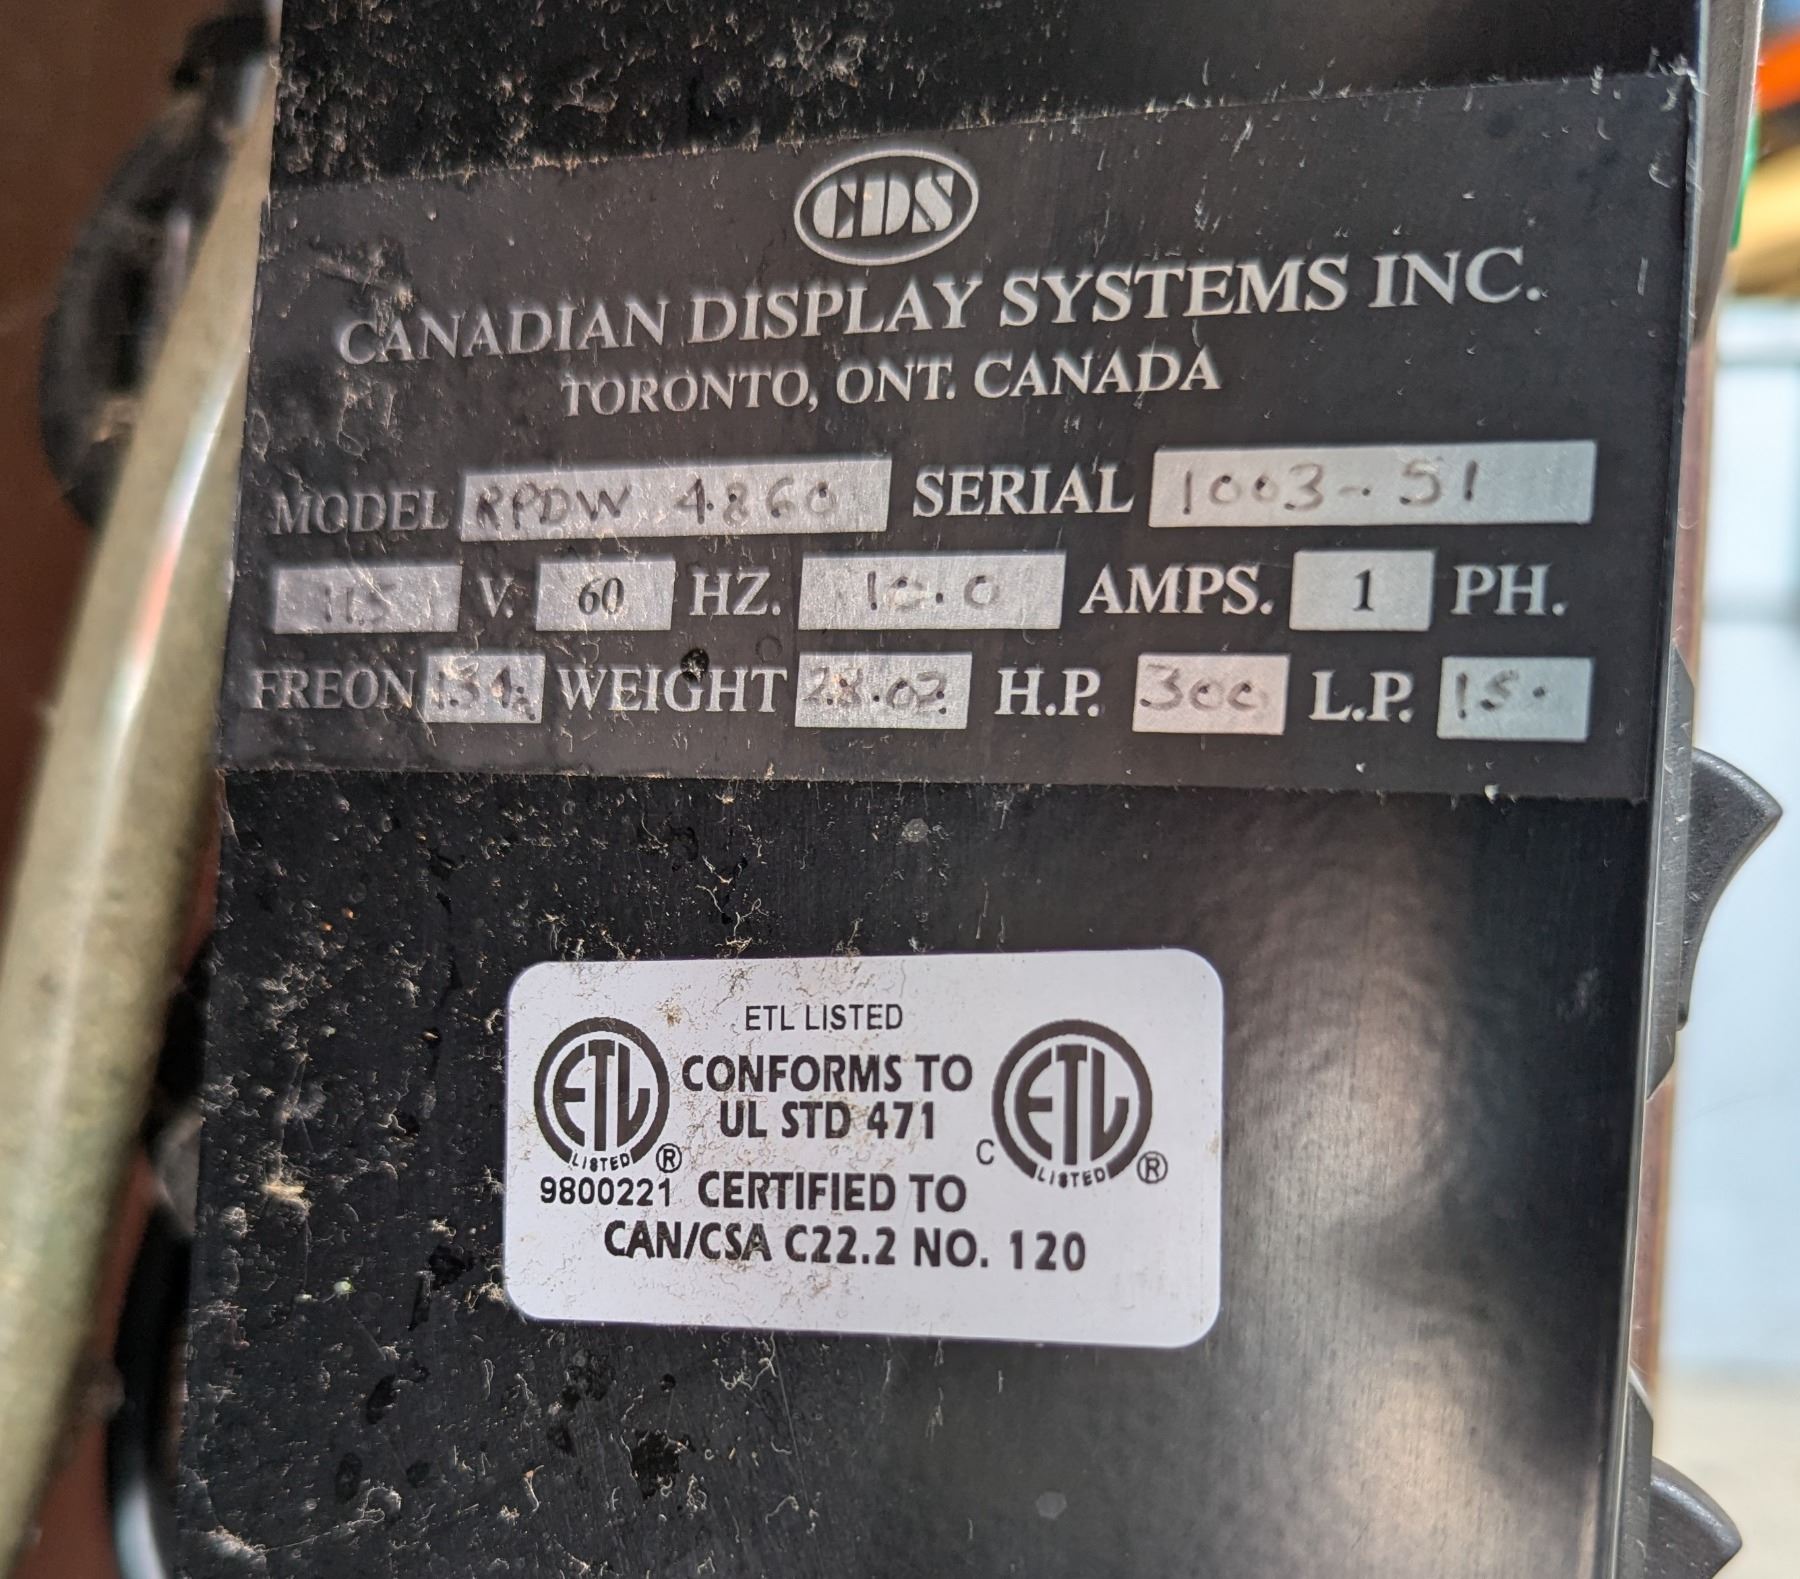 CDS
CANADIAN DISPLAY SYSTEMS INC.
TORONTO, ONT. CANADA
MODEL RPDW 4860 SERIAL 1003-51
115 V. 60 HZ. 10.0 AMPS. 1 PH.
FREON 134a WEIGHT 28.02 H.P. 300 L.P. 150
ETL LISTED
ETL LISTED ® CONFORMS TO C ETL LISTED ®
UL STD 471
9800221 CERTIFIED TO
CAN/CSA C22.2 NO. 120